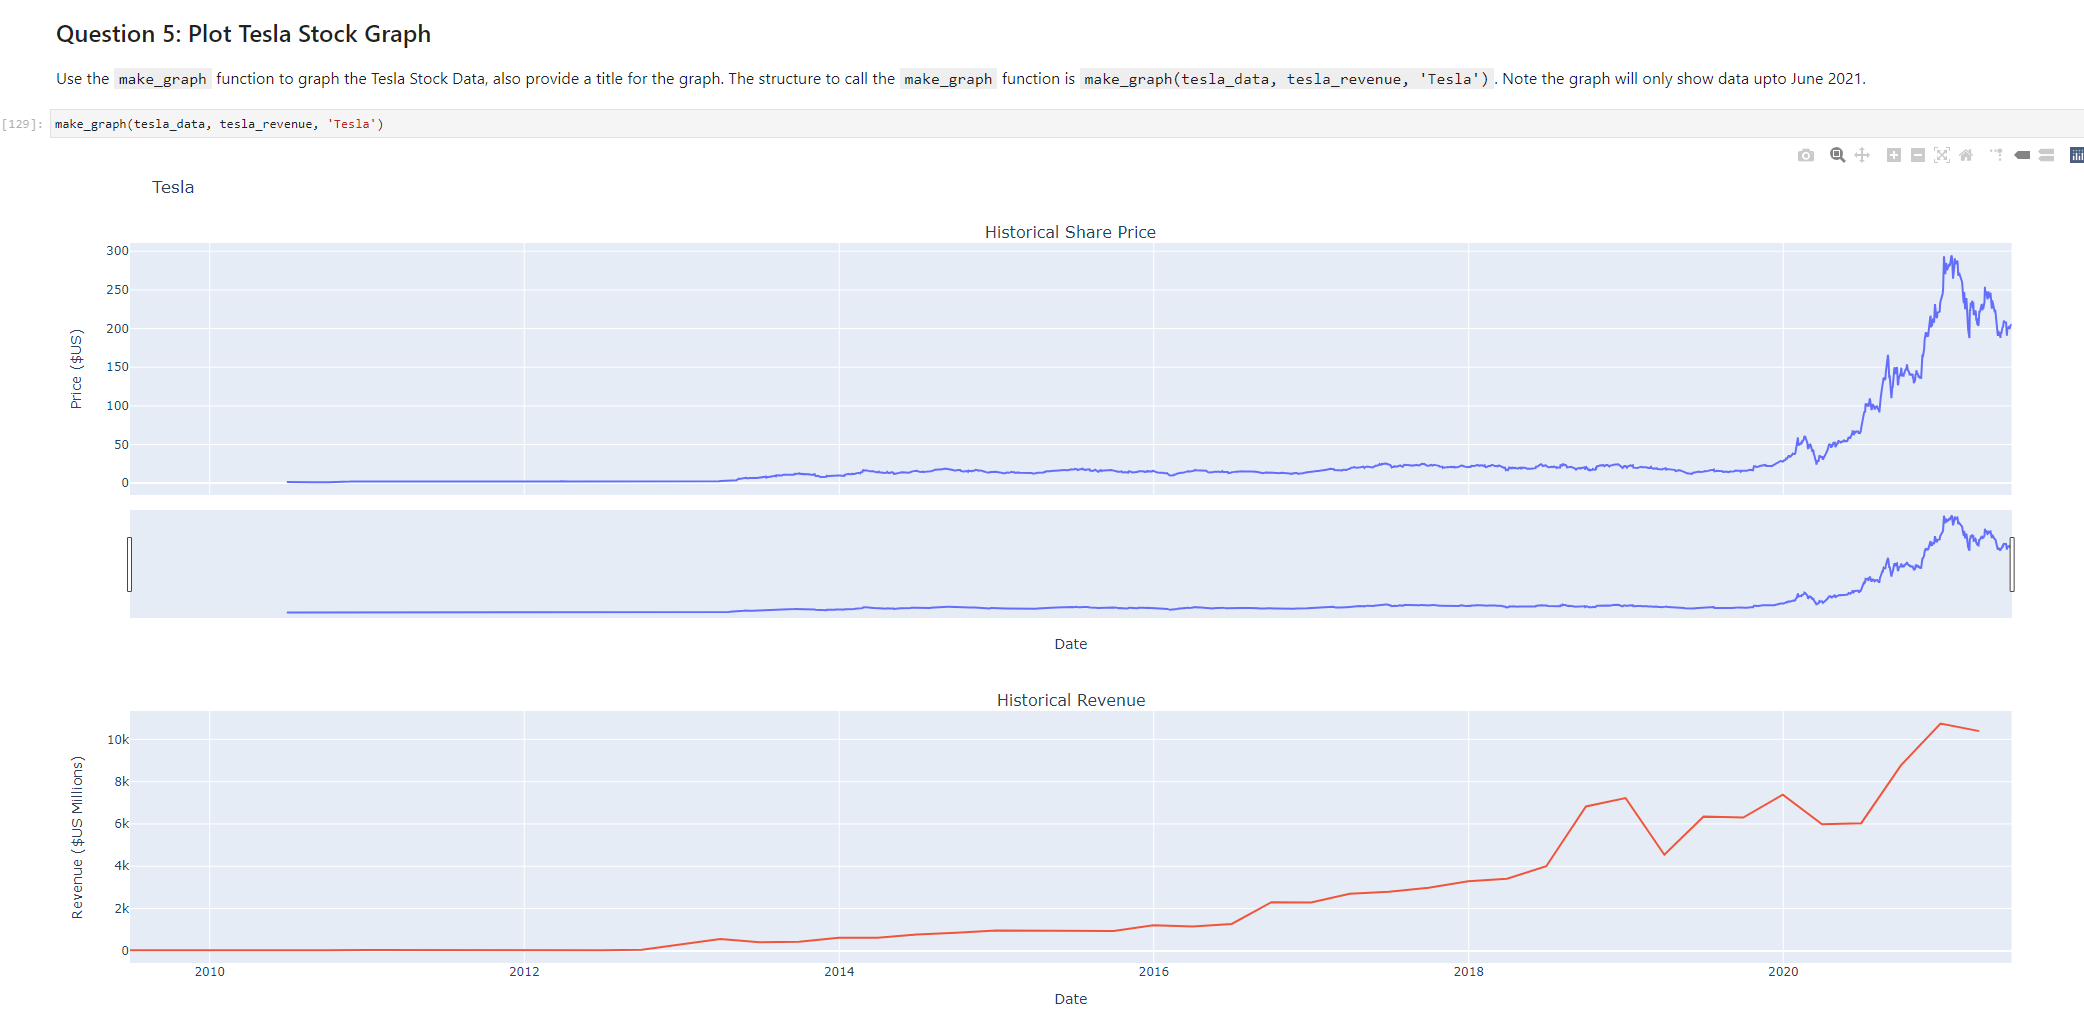 Question 5: Plot Tesla Stock Graph
Use the make_graph function to graph the Tesla Stock Data, also provide a title for the graph. The structure to call the make_graph function is make_graph(tesla_data, tesla_revenue, 'Tesla'). Note the graph will only show data upto June 2021.
[129]: make_graph(tesla_data, tesla_revenue, 'Tesla')
Tesla
Historical Share Price
Price ($US)
300
250
200
150
100
50
0
Date
Historical Revenue
Revenue ($US Millions)
10k
8k
6k
4k
2k
0
2010 2012 2014 2016 2018 2020
Date